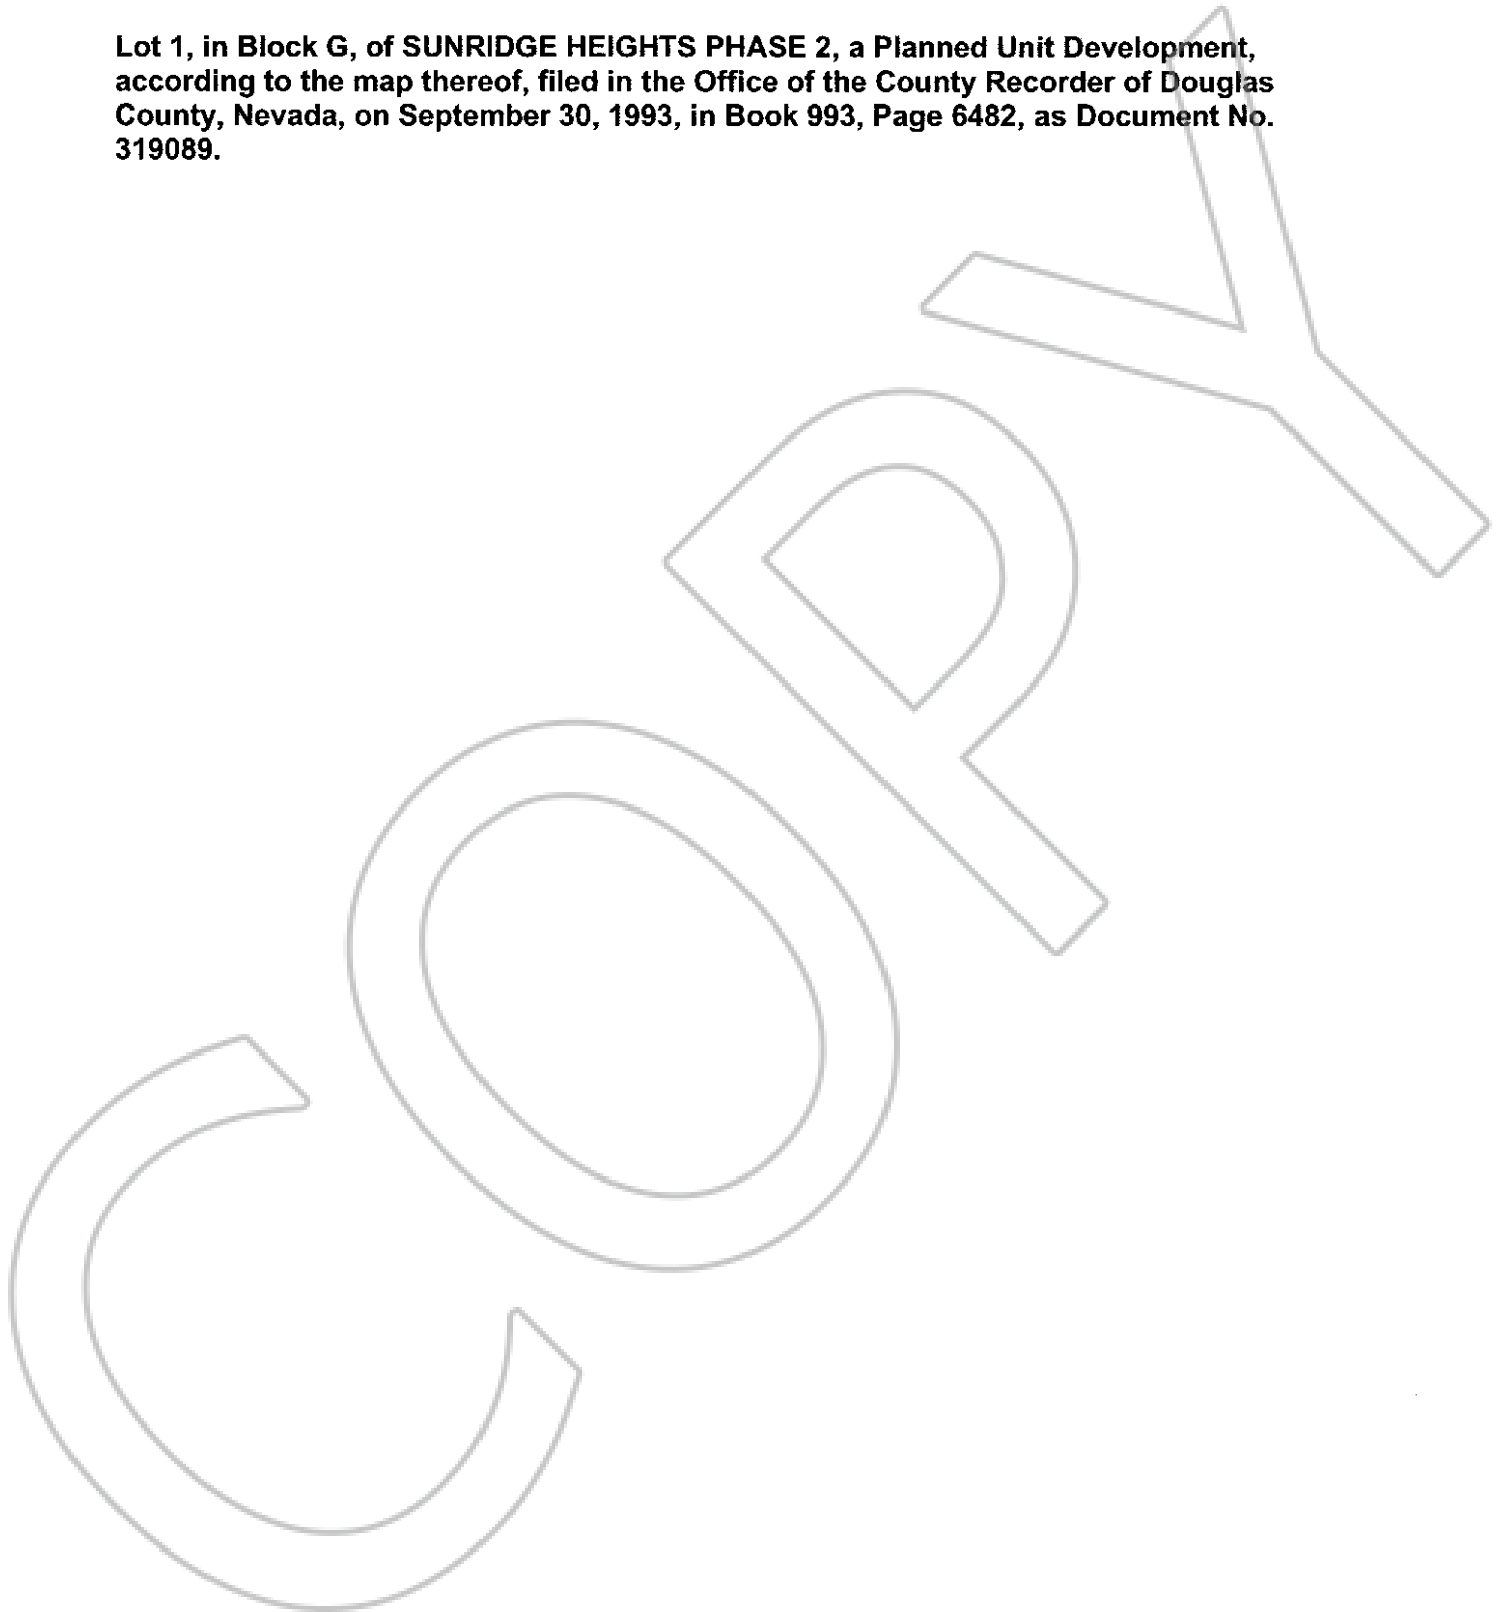 Lot 1, in Block G, of SUNRIDGE HEIGHTS PHASE 2, a Planned Unit Development,
according to the map thereof, filed in the Office of the County Recorder of Douglas
County, Nevada, on September 30, 1993, in Book 993, Page 6482, as Document No.
319089.
COPY